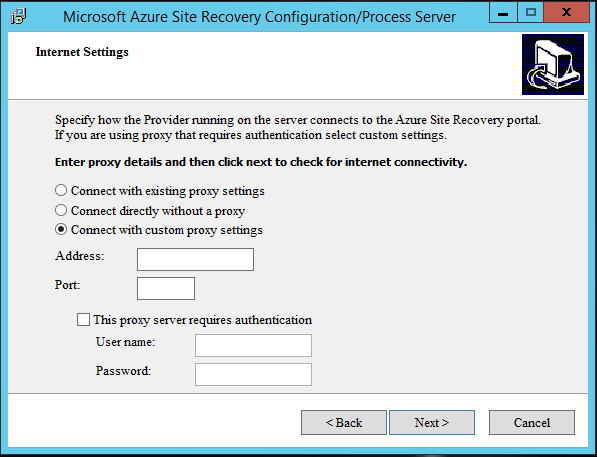 Microsoft Azure Site Recovery Configuration/Process Server
Internet Settings
Specify how the Provider running on the server connects to the Azure Site Recovery portal.
If you are using proxy that requires authentication select custom settings.
Enter proxy details and then click next to check for internet connectivity.
Connect with existing proxy settings
Connect directly without a proxy
Connect with custom proxy settings
Address:
Port:
This proxy server requires authentication
User name:
Password:
< Back Next > Cancel